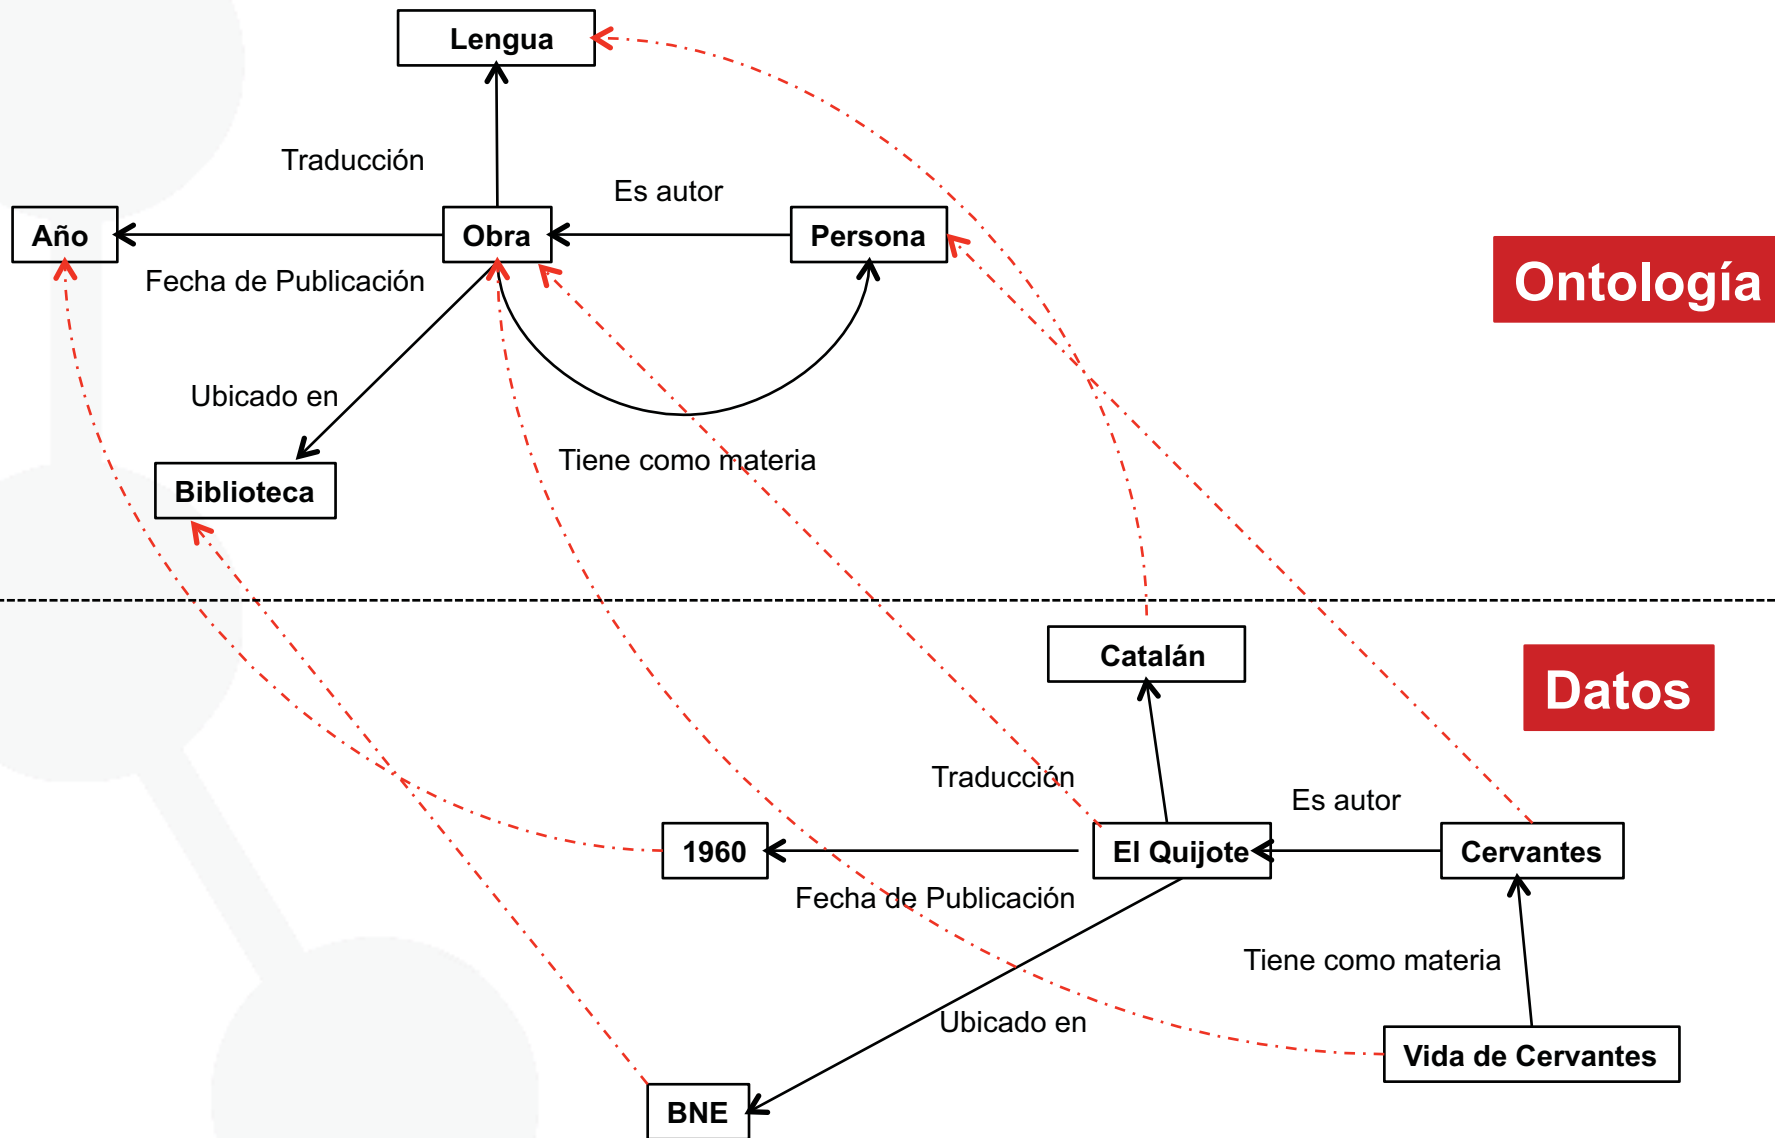 Lengua
Traducción
Es autor
Año
Obra
Persona
Ontología
Fecha de Publicación
Ubicado en
Tiene como materia
Biblioteca
Catalán
Datos
Traducción
Es autor
1960
El Quijote
Cervantes
Fecha de Publicación
Tiene como materia
Ubicado en
Vida de Cervantes
BNE